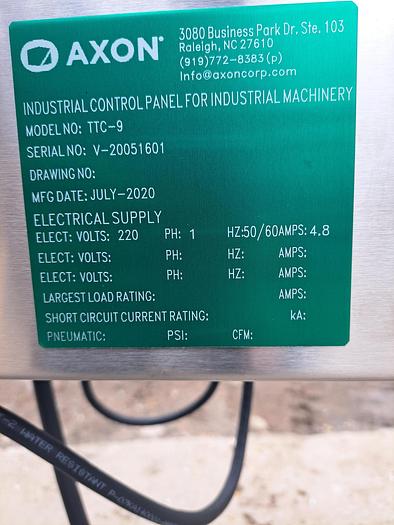 AXON
3080 Business Park Dr. Ste. 103
Raleigh, NC 27610
(919)772-8383 (p)
Info@axoncorp.com
INDUSTRIAL CONTROL PANEL FOR INDUSTRIAL MACHINERY
MODEL NO: TTC-9
SERIAL NO: V-20051601
DRAWING NO:
MFG DATE: JULY-2020
ELECTRICAL SUPPLY
ELECT: VOLTS: 220 PH: 1 HZ:50/60 AMPS: 4.8
ELECT: VOLTS: PH: HZ: AMPS:
ELECT: VOLTS: PH: HZ: AMPS:
LARGEST LOAD RATING: AMPS:
SHORT CIRCUIT CURRENT RATING: kA:
PNEUMATIC: PSI: CFM:
WATER RESISTANT